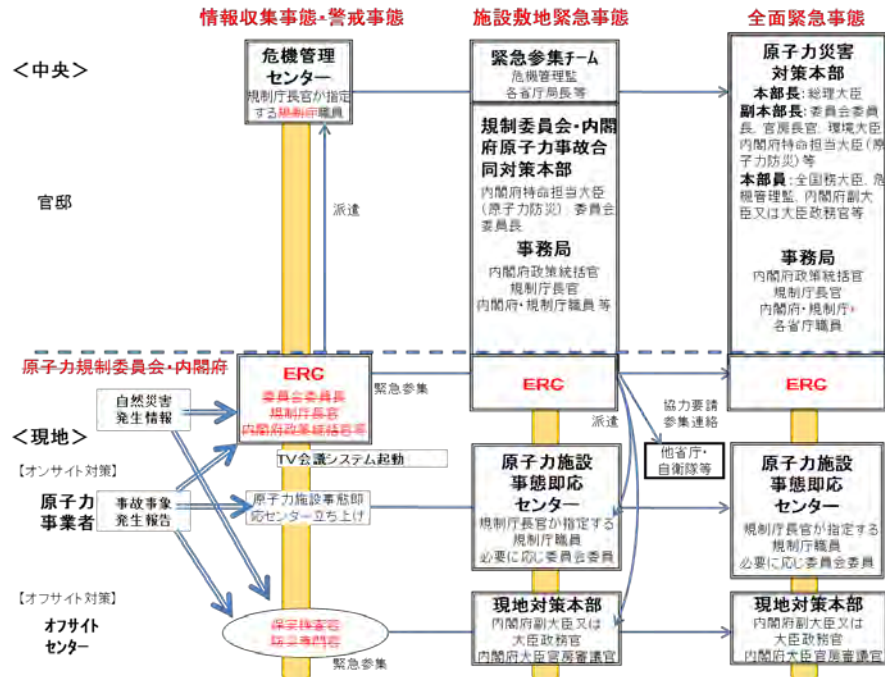 情報収集事態・警戒事態
施設敷地緊急事態
全面緊急事態
＜中央＞
官邸
危機管理
センター
規制庁長官が指定
する規制庁職員
派遣
緊急参集チーム
危機管理監
各省庁局長等
規制委員会・内閣
府原子力事故合
同対策本部
内閣府特命担当大臣
(原子力防災)　委員会
委員長
事務局
内閣府政策統括官
規制庁長官
内閣府・規制庁職員等
原子力災害
対策本部
本部長：総理大臣
副本部長：委員会委員
長、官房長官、環境大臣、
内閣府特命担当大臣(原
子力防災)等
本部員：全国務大臣、危
機管理監、内閣府副大
臣又は大臣政務官等
事務局
内閣府政策統括官
規制庁長官
内閣府・規制庁・
各省庁職員
原子力規制委員会・内閣府
自然災害
発生情報
ERC
委員会委員長
規制庁長官
内閣府政策統括官等
緊急参集
ERC
ERC
派遣
協力要請
参集連絡
他省庁・
自衛隊等
＜現地＞
TV会議システム起動
【オンサイト対策】
原子力
事業者
事故事象
発生報告
原子力施設事態即
応センター立ち上げ
原子力施設
事態即応
センター
規制庁長官が指定する
規制庁職員
必要に応じ委員会委員
原子力施設
事態即応
センター
規制庁長官が指定する
規制庁職員
必要に応じ委員会委員
【オフサイト対策】
オフサイト
センター
保安検査官
防災専門官
緊急参集
現地対策本部
内閣府副大臣又は
大臣政務官
内閣府大臣官房審議官
現地対策本部
内閣府副大臣又は
大臣政務官
内閣府大臣官房審議官